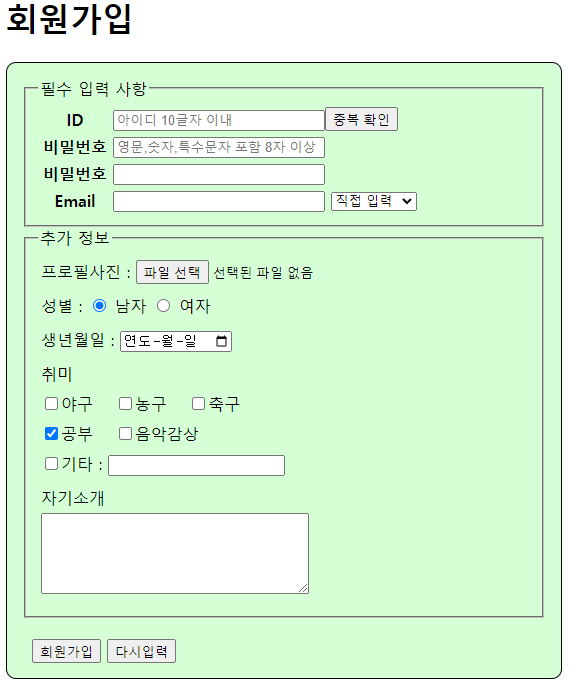 회원가입
필수 입력 사항
ID 아이디 10글자 이내 중복 확인
비밀번호 영문,숫자,특수문자 포함 8자 이상
비밀번호
Email 직접 입력
추가 정보
프로필사진 : 파일 선택 선택된 파일 없음
성별 : 남자 여자
생년월일 : 연도-월-일
취미
야구 농구 축구
공부 음악감상
기타 :
자기소개
회원가입 다시입력